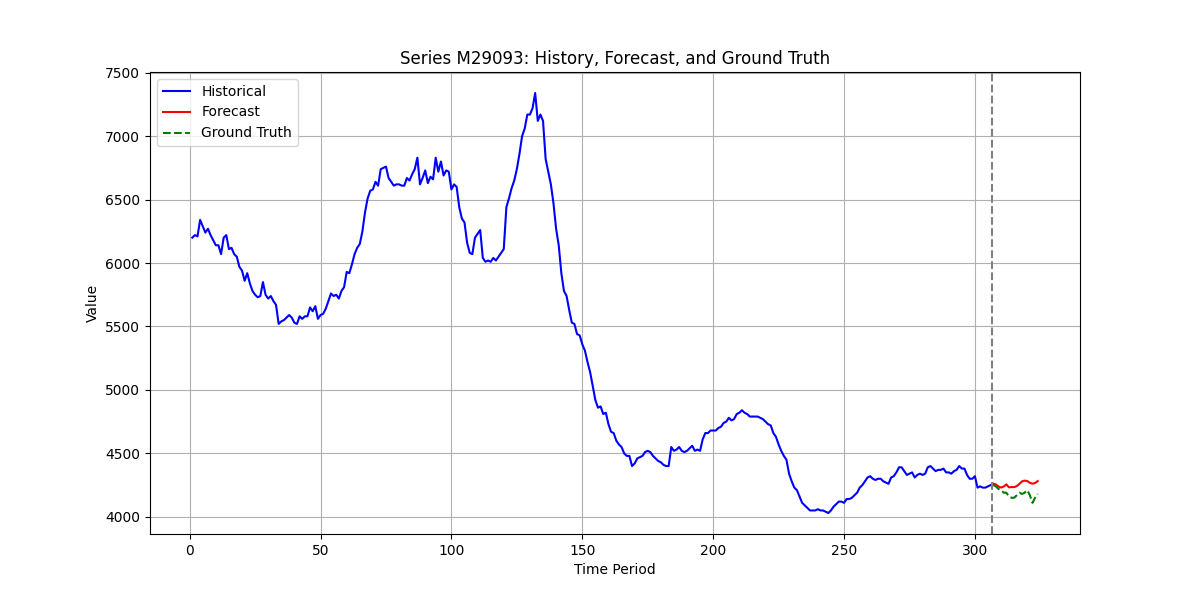 Series M29093: History, Forecast, and Ground Truth
Historical
Forecast
Ground Truth
Value
7500
7000
6500
6000
5500
5000
4500
4000
0
50
100
150
200
250
300
Time Period